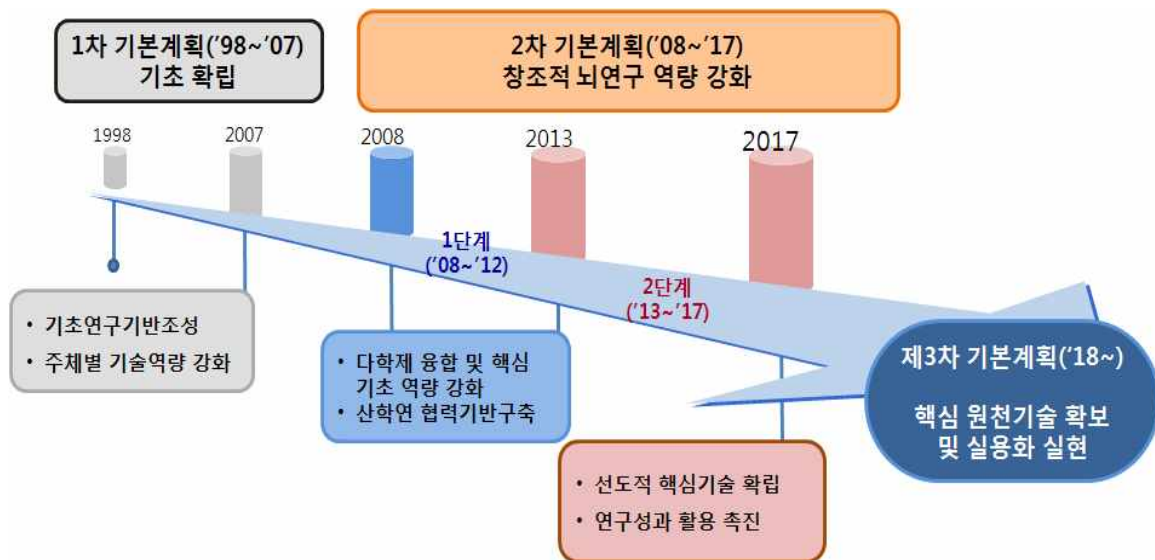 1차 기본계획(’98~’07)
기초 확립
2차 기본계획(’08~’17)
창조적 뇌연구 역량 강화
1998
2007
2008
2013
2017
1단계
(’08~’12)
2단계
(’13~’17)
• 기초연구기반조성
• 주체별 기술역량 강화
• 다학제 융합 및 핵심
기초 역량 강화
• 산학연 협력기반구축
• 선도적 핵심기술 확립
• 연구성과 활용 촉진
제3차 기본계획(’18~)
핵심 원천기술 확보
및 실용화 실현